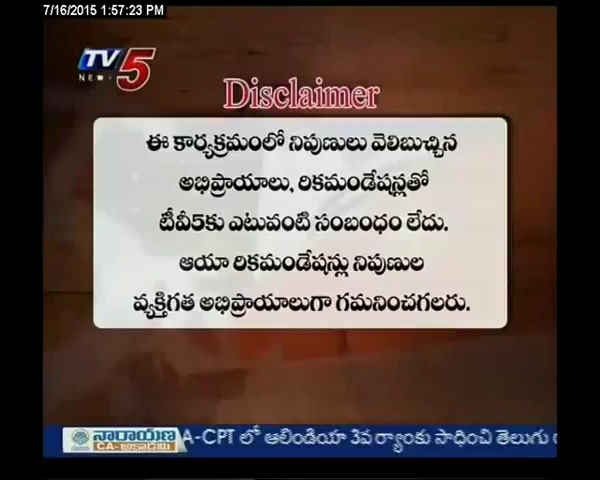 7/16/2015 1:57:23 PM
TV5
NEWS
Disclaimer
ఈ కార్యక్రమంలో నిపుణులు వెలిబుచ్చిన
అభిప్రాయాలు, రికమండేషన్లతో
టీవీ5కు ఎటువంటి సంబంధం లేదు.
ఆయా రికమండేషన్లు నిపుణుల
వ్యక్తిగత అభిప్రాయాలుగా గమనించగలరు.
నారాయణ A-CPT లో ఆలిండియా 3వ ర్యాంకు సాధించి తెలుగు